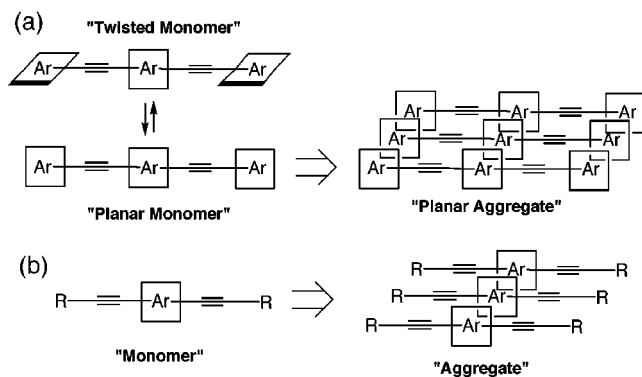 (a)
"Twisted Monomer"
Ar Ar Ar
Ar Ar Ar
"Planar Monomer"
Ar Ar Ar
Ar Ar Ar
Ar Ar Ar
"Planar Aggregate"
(b)
R Ar R
"Monomer"
R Ar R
R Ar R
R Ar R
"Aggregate"